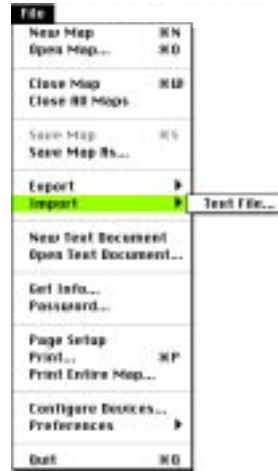 File
New Map ⌘N
Open Map... ⌘O
Close Map ⌘W
Close All Maps
Save Map ⌘S
Save Map As...
Export
Import
Text File...
New Text Document
Open Text Document...
Get Info...
Password...
Page Setup
Print... ⌘P
Print Entire Map...
Configure Devices...
Preferences
Quit ⌘Q